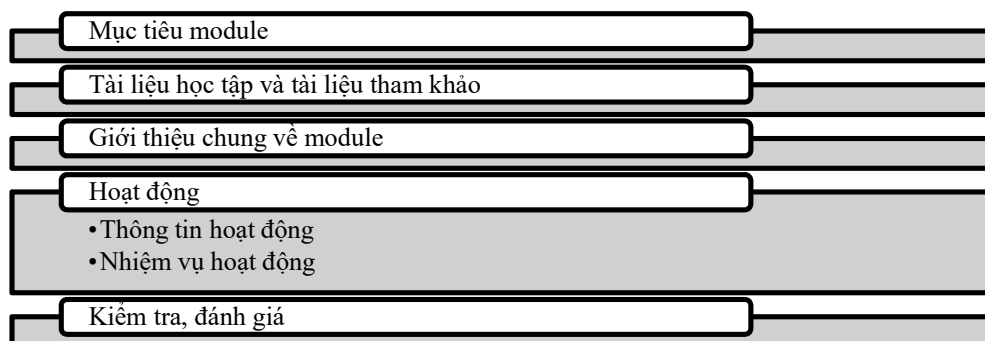 Mục tiêu module
Tài liệu học tập và tài liệu tham khảo
Giới thiệu chung về module
Hoạt động
•Thông tin hoạt động
•Nhiệm vụ hoạt động
Kiểm tra, đánh giá